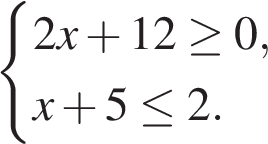 2x + 12 ≥ 0,
x + 5 ≤ 2.